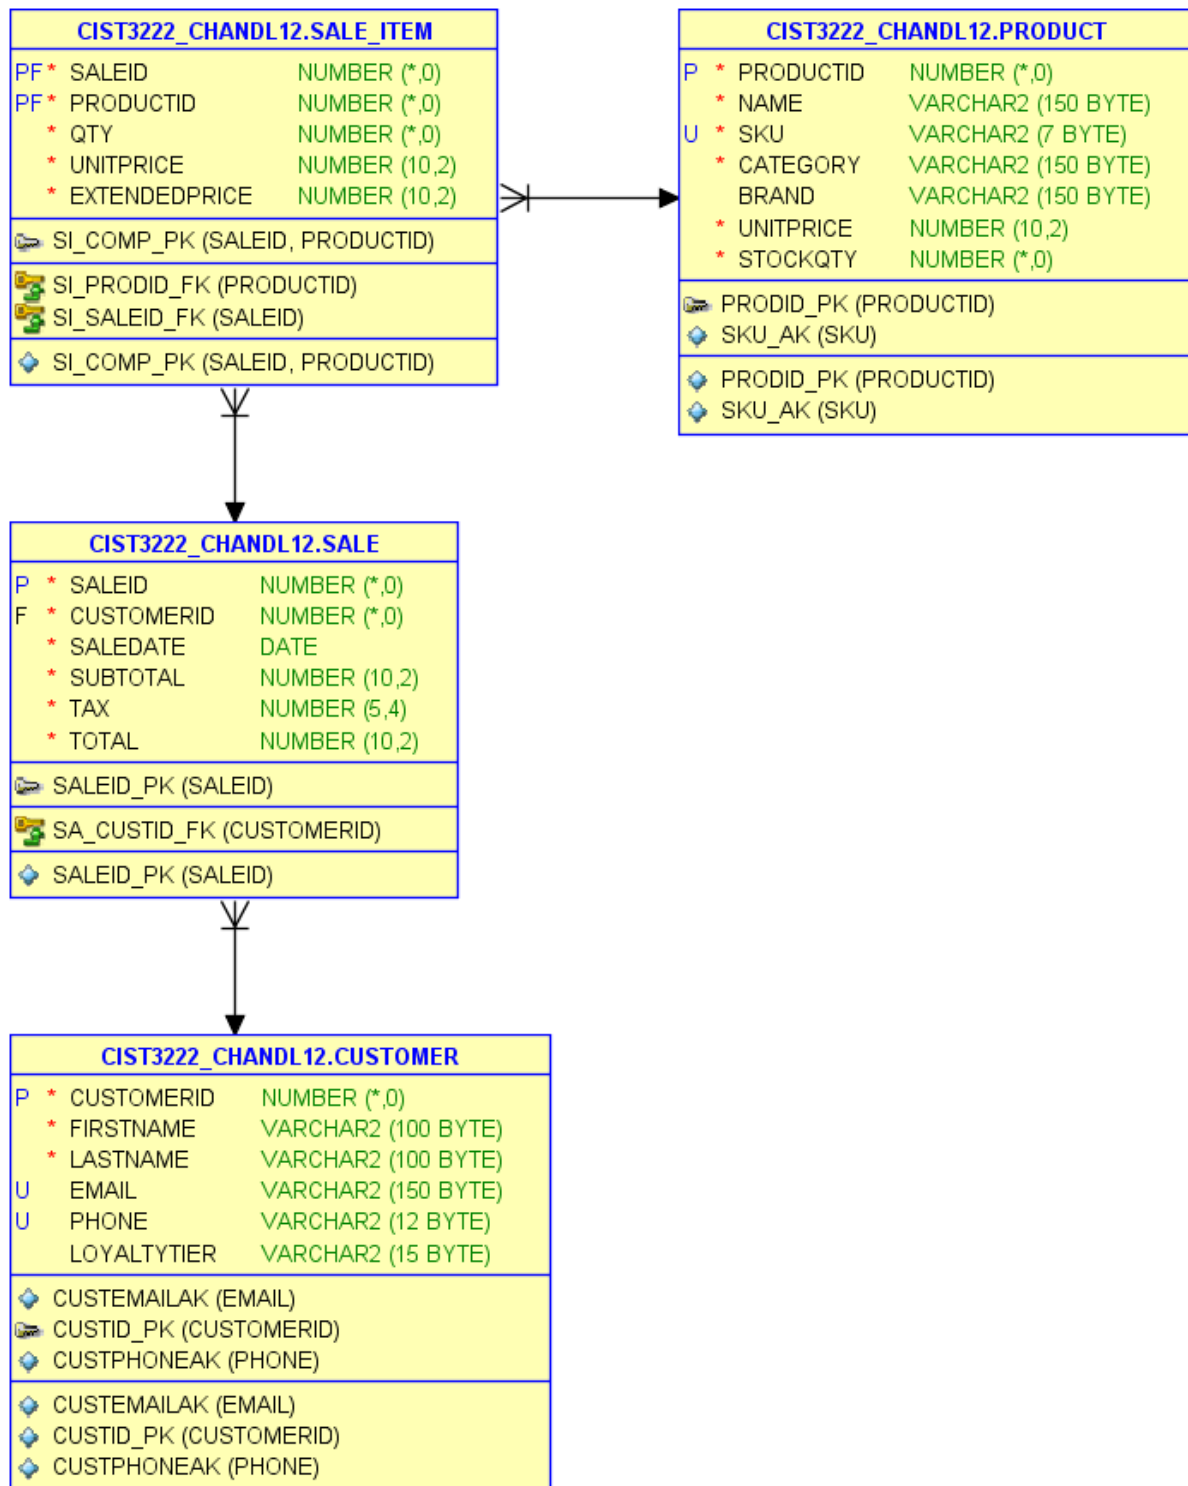 CIST3222_CHANDL12.SALE_ITEM
PF * SALEID NUMBER (*,0)
PF * PRODUCTID NUMBER (*,0)
* QTY NUMBER (*,0)
* UNITPRICE NUMBER (10,2)
* EXTENDEDPRICE NUMBER (10,2)
SI_COMP_PK (SALEID, PRODUCTID)
SI_PRODID_FK (PRODUCTID)
SI_SALEID_FK (SALEID)
SI_COMP_PK (SALEID, PRODUCTID)
CIST3222_CHANDL12.PRODUCT
P * PRODUCTID NUMBER (*,0)
* NAME VARCHAR2 (150 BYTE)
U * SKU VARCHAR2 (7 BYTE)
* CATEGORY VARCHAR2 (150 BYTE)
BRAND VARCHAR2 (150 BYTE)
* UNITPRICE NUMBER (10,2)
* STOCKQTY NUMBER (*,0)
PRODID_PK (PRODUCTID)
SKU_AK (SKU)
PRODID_PK (PRODUCTID)
SKU_AK (SKU)
CIST3222_CHANDL12.SALE
P * SALEID NUMBER (*,0)
F * CUSTOMERID NUMBER (*,0)
* SALEDATE DATE
* SUBTOTAL NUMBER (10,2)
* TAX NUMBER (5,4)
* TOTAL NUMBER (10,2)
SALEID_PK (SALEID)
SA_CUSTID_FK (CUSTOMERID)
SALEID_PK (SALEID)
CIST3222_CHANDL12.CUSTOMER
P * CUSTOMERID NUMBER (*,0)
* FIRSTNAME VARCHAR2 (100 BYTE)
* LASTNAME VARCHAR2 (100 BYTE)
U EMAIL VARCHAR2 (150 BYTE)
U PHONE VARCHAR2 (12 BYTE)
LOYALTYTIER VARCHAR2 (15 BYTE)
CUSTEMAILAK (EMAIL)
CUSTID_PK (CUSTOMERID)
CUSTPHONEAK (PHONE)
CUSTEMAILAK (EMAIL)
CUSTID_PK (CUSTOMERID)
CUSTPHONEAK (PHONE)